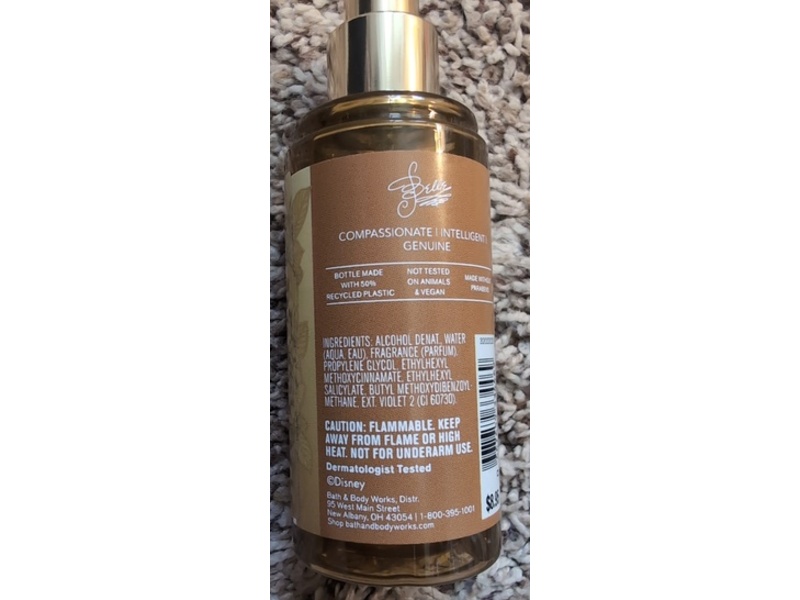 Belle
COMPASSIONATE | INTELLIGENT |
GENUINE
BOTTLE MADE
WITH 50%
RECYCLED PLASTIC
NOT TESTED
ON ANIMALS
& VEGAN
MADE WITHOUT
PARABENS
INGREDIENTS: ALCOHOL DENAT, WATER
(AQUA, EAU), FRAGRANCE (PARFUM),
PROPYLENE GLYCOL, ETHYLHEXYL
METHOXYCINNAMATE, ETHYLHEXYL
SALICYLATE, BUTYL METHOXYDIBENZOYL-
METHANE, EXT. VIOLET 2 (CI 60730).
CAUTION: FLAMMABLE. KEEP
AWAY FROM FLAME OR HIGH
HEAT. NOT FOR UNDERARM USE.
Dermatologist Tested
©Disney
Bath & Body Works, Distr.
95 West Main Street
New Albany, OH 43054 | 1-800-395-1001
Shop bathandbodyworks.com